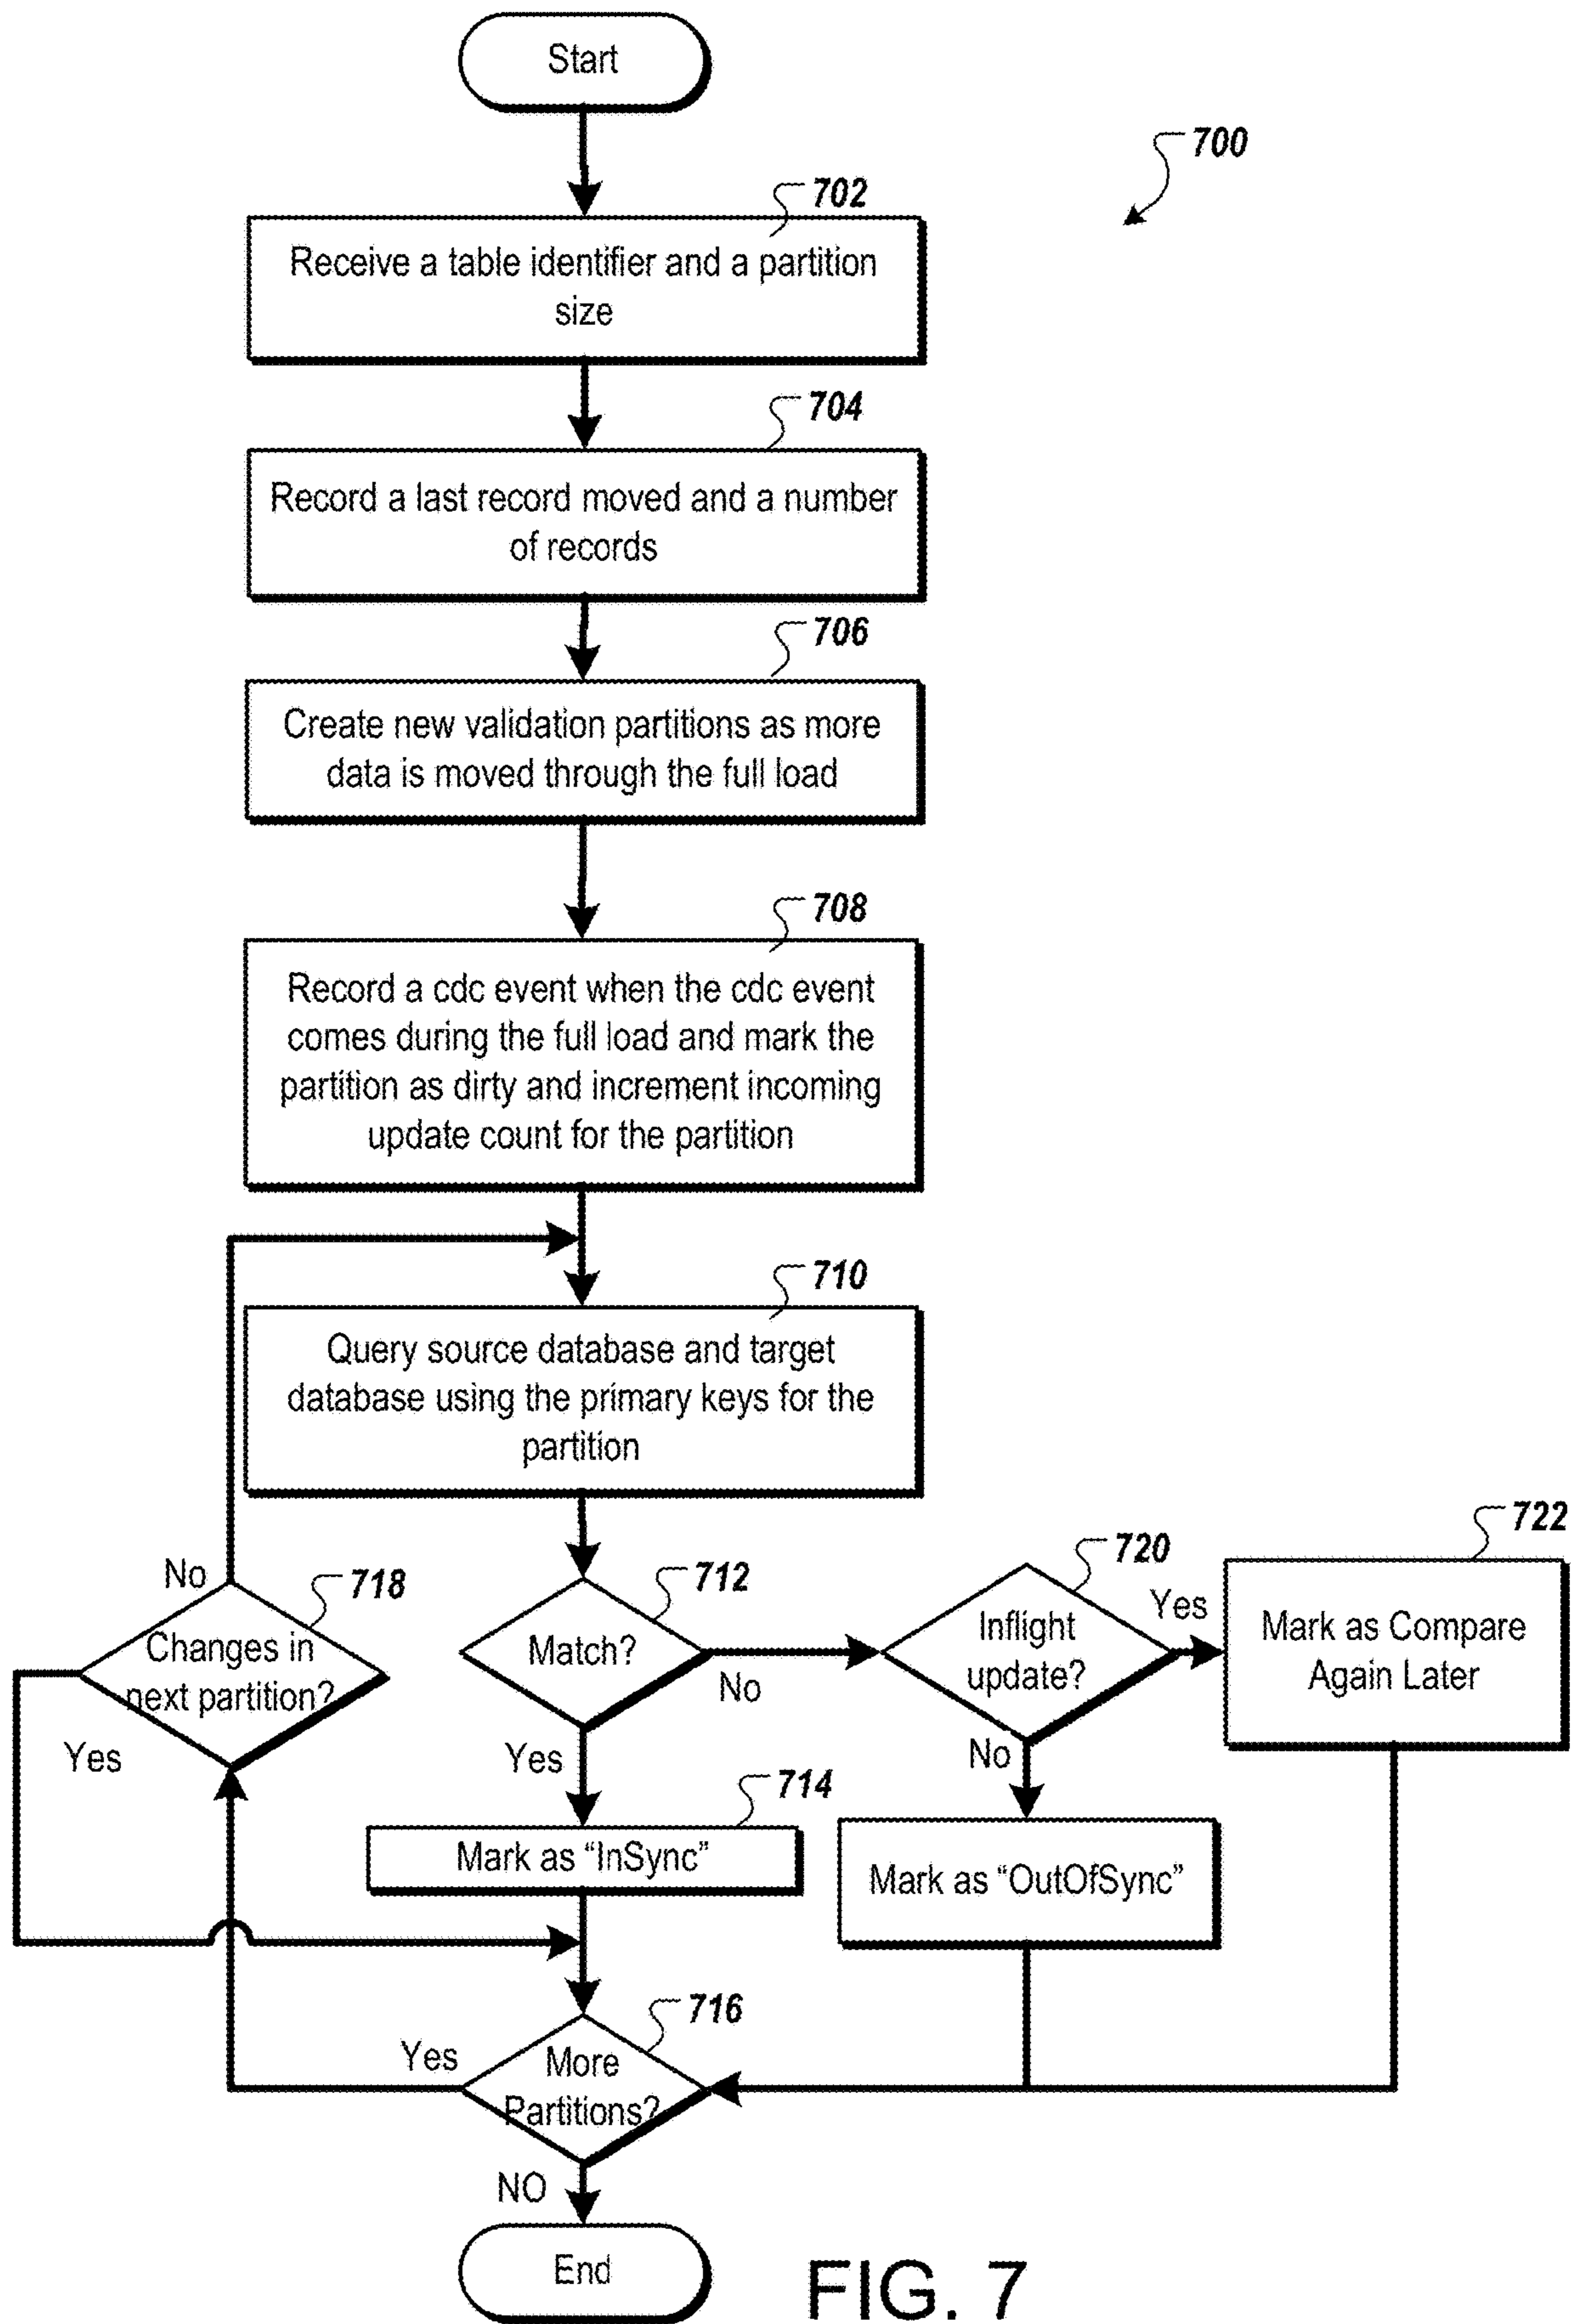 Start
700
702
Receive a table identifier and a partition
size
704
Record a last record moved and a number
of records
706
Create new validation partitions as more
data is moved through the full load
708
Record a cdc event when the cdc event
comes during the full load and mark the
partition as dirty and increment incoming
update count for the partition
710
Query source database and target
database using the primary keys for the
partition
No
718
Changes in
next partition?
Yes
712
Match?
No
Yes
720
Inflight
update?
Yes
No
722
Mark as Compare
Again Later
714
Mark as “InSync”
Mark as “OutOfSync”
716
Yes
More
Partitions?
NO
End
FIG. 7